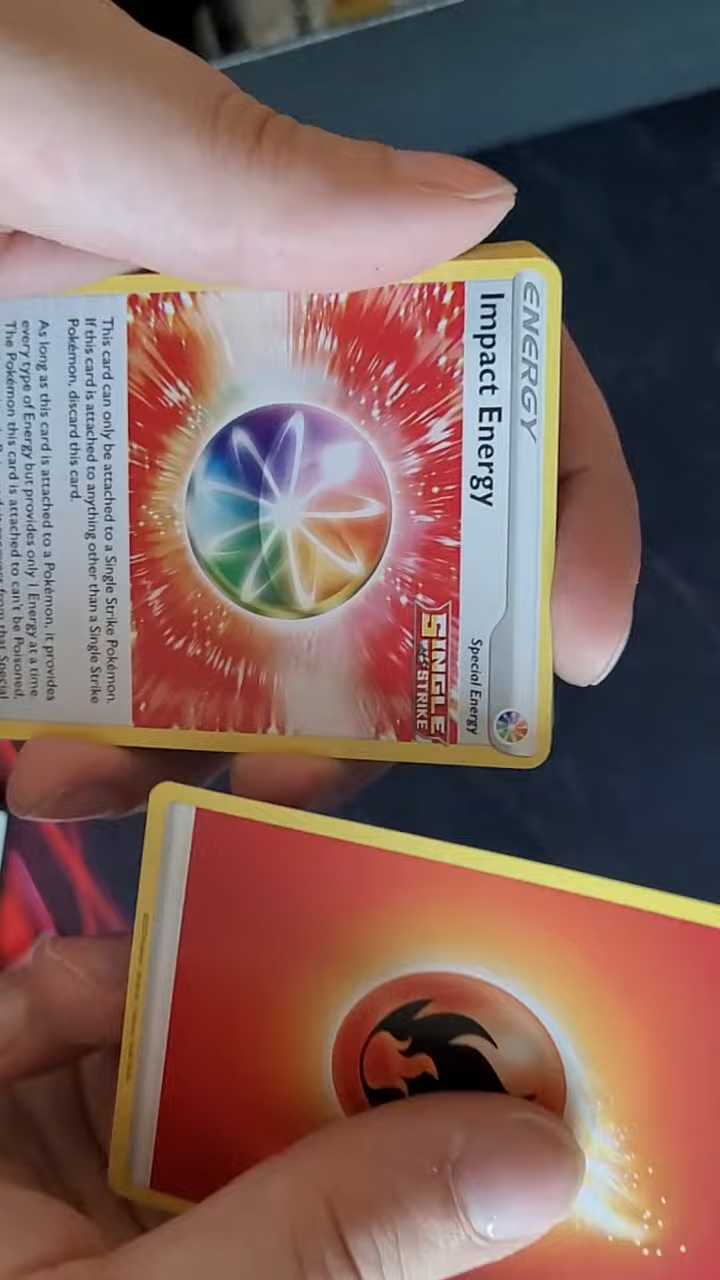 ENERGY
Impact Energy
Special Energy
SINGLE
STRIKE
This card can only be attached to a Single Strike Pokémon.
If this card is attached to anything other than a Single Strike
Pokémon, discard this card.
As long as this card is attached to a Pokémon, it provides
every type of Energy but provides only 1 Energy at a time.
The Pokémon this card is attached to can't be Poisoned,
from that Special